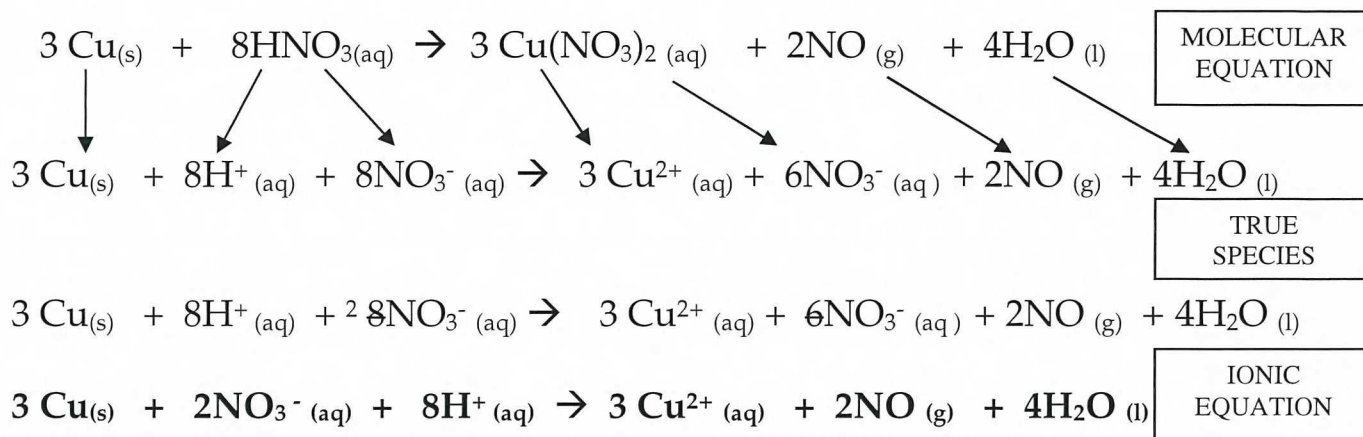 3 Cu(s) + 8HNO₃(aq) → 3 Cu(NO₃)₂ (aq) + 2NO (g) + 4H₂O (l)
MOLECULAR
EQUATION
3 Cu(s) + 8H⁺ (aq) + 8NO₃⁻ (aq) → 3 Cu²⁺ (aq) + 6NO₃⁻ (aq) + 2NO (g) + 4H₂O (l)
TRUE
SPECIES
3 Cu(s) + 8H⁺ (aq) + ² 8NO₃⁻ (aq) → 3 Cu²⁺ (aq) + 6NO₃⁻ (aq) + 2NO (g) + 4H₂O (l)
3 Cu(s) + 2NO₃⁻ (aq) + 8H⁺ (aq) → 3 Cu²⁺ (aq) + 2NO (g) + 4H₂O (l)
IONIC
EQUATION